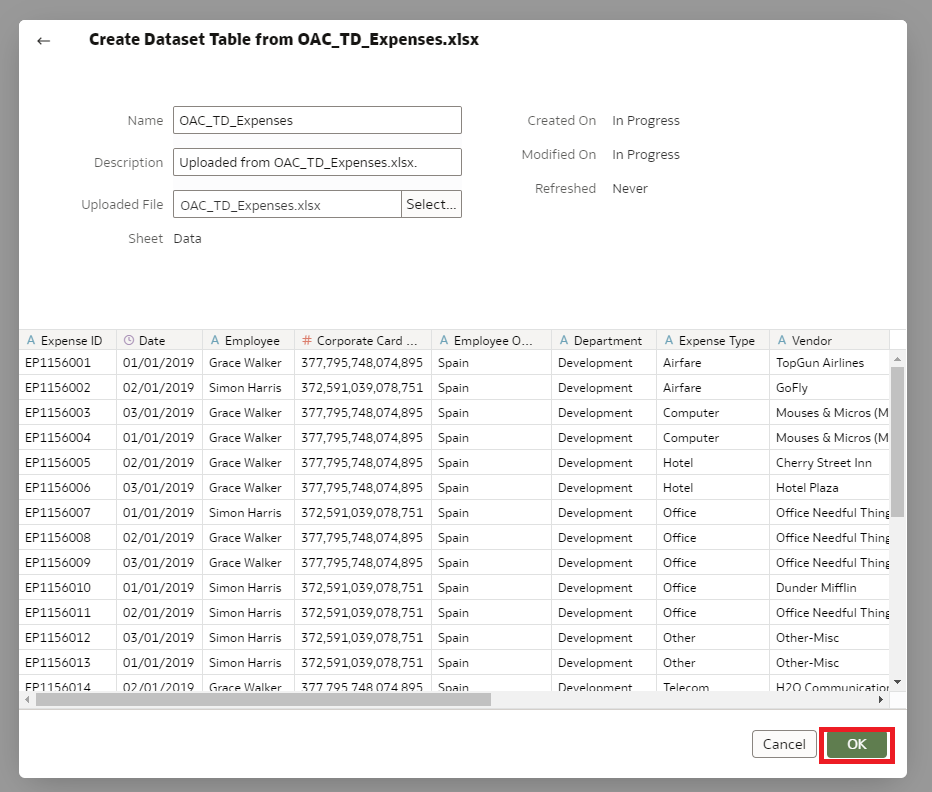 ← Create Dataset Table from OAC_TD_Expenses.xlsx
Name OAC_TD_Expenses Created On In Progress
Description Uploaded from OAC_TD_Expenses.xlsx. Modified On In Progress
Uploaded File OAC_TD_Expenses.xlsx Select... Refreshed Never
Sheet Data
A Expense ID Date A Employee # Corporate Card ... A Employee O... A Department A Expense Type A Vendor
EP1156001 01/01/2019 Grace Walker 377,795,748,074,895 Spain Development Airfare TopGun Airlines
EP1156002 02/01/2019 Simon Harris 372,591,039,078,751 Spain Development Airfare GoFly
EP1156003 03/01/2019 Grace Walker 377,795,748,074,895 Spain Development Computer Mouses & Micros (M
EP1156004 01/01/2019 Grace Walker 377,795,748,074,895 Spain Development Computer Mouses & Micros (M
EP1156005 02/01/2019 Grace Walker 377,795,748,074,895 Spain Development Hotel Cherry Street Inn
EP1156006 03/01/2019 Grace Walker 377,795,748,074,895 Spain Development Hotel Hotel Plaza
EP1156007 01/01/2019 Simon Harris 372,591,039,078,751 Spain Development Office Office Needful Thing
EP1156008 02/01/2019 Grace Walker 377,795,748,074,895 Spain Development Office Office Needful Thing
EP1156009 03/01/2019 Grace Walker 377,795,748,074,895 Spain Development Office Office Needful Thing
EP1156010 01/01/2019 Simon Harris 372,591,039,078,751 Spain Development Office Dunder Mifflin
EP1156011 02/01/2019 Simon Harris 372,591,039,078,751 Spain Development Office Office Needful Thing
EP1156012 03/01/2019 Simon Harris 372,591,039,078,751 Spain Development Other Other-Misc
EP1156013 01/01/2019 Simon Harris 372,591,039,078,751 Spain Development Other Other-Misc
EP1156014 02/01/2019 Grace Walker 377,795,748,074,895 Spain Development Telecom H2O Communication
Cancel OK